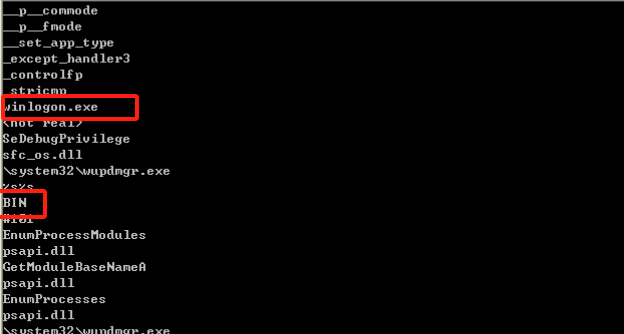 __p__commode
__p__fmode
__set_app_type
_except_handler3
_controlfp
_stricmp
winlogon.exe
<not real>
SeDebugPrivilege
sfc_os.dll
\system32\wupdmgr.exe
%s%s
BIN
#101
EnumProcessModules
psapi.dll
GetModuleBaseNameA
psapi.dll
EnumProcesses
psapi.dll
\system32\wupdmgr.exe